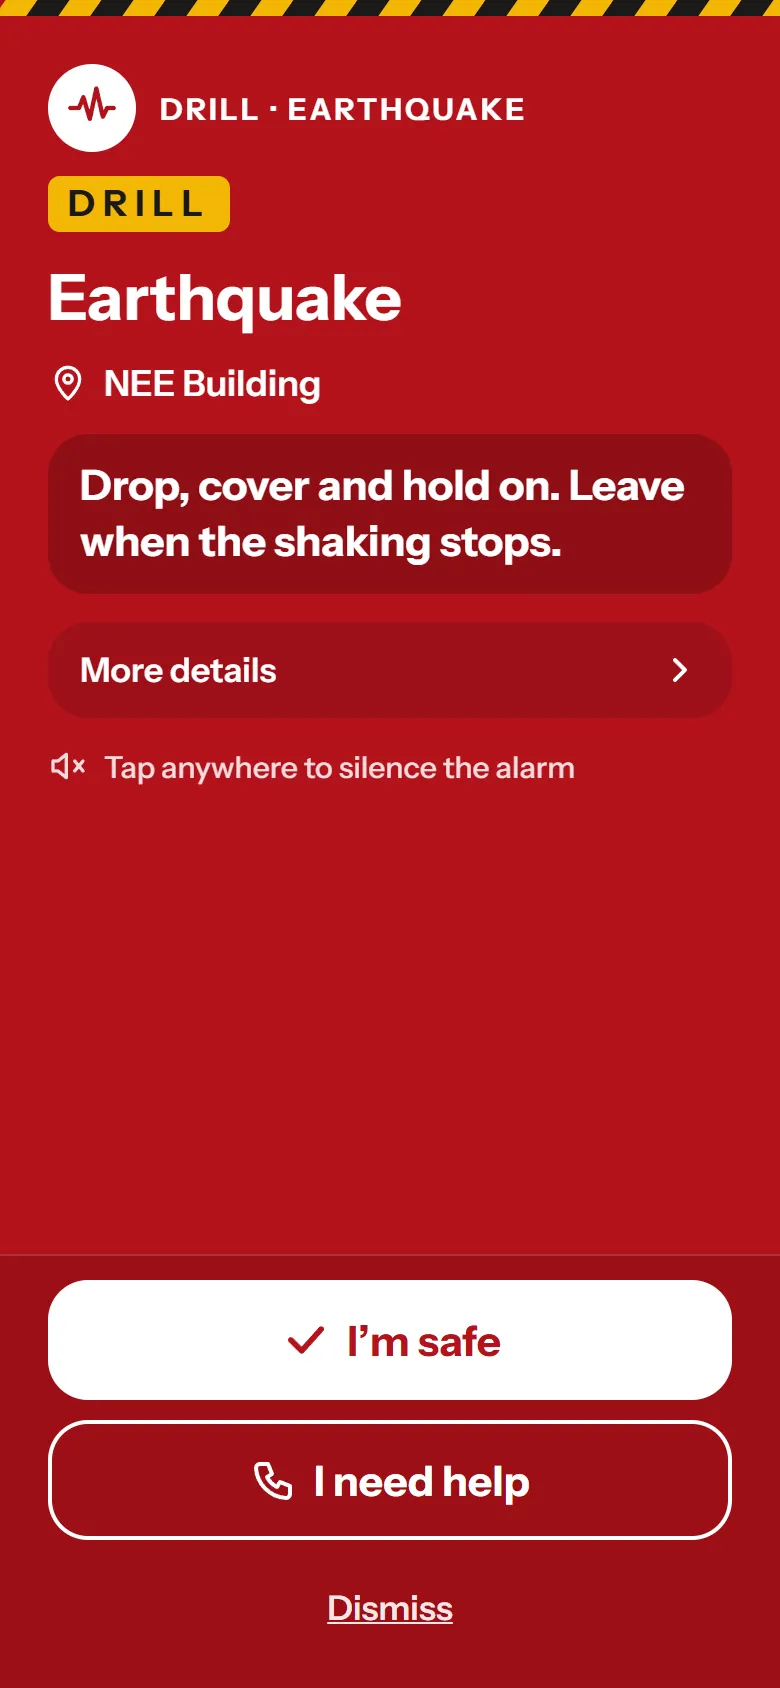 DRILL · EARTHQUAKE
DRILL
Earthquake
NEE Building
Drop, cover and hold on. Leave
when the shaking stops.
More details
Tap anywhere to silence the alarm
I’m safe
I need help
Dismiss